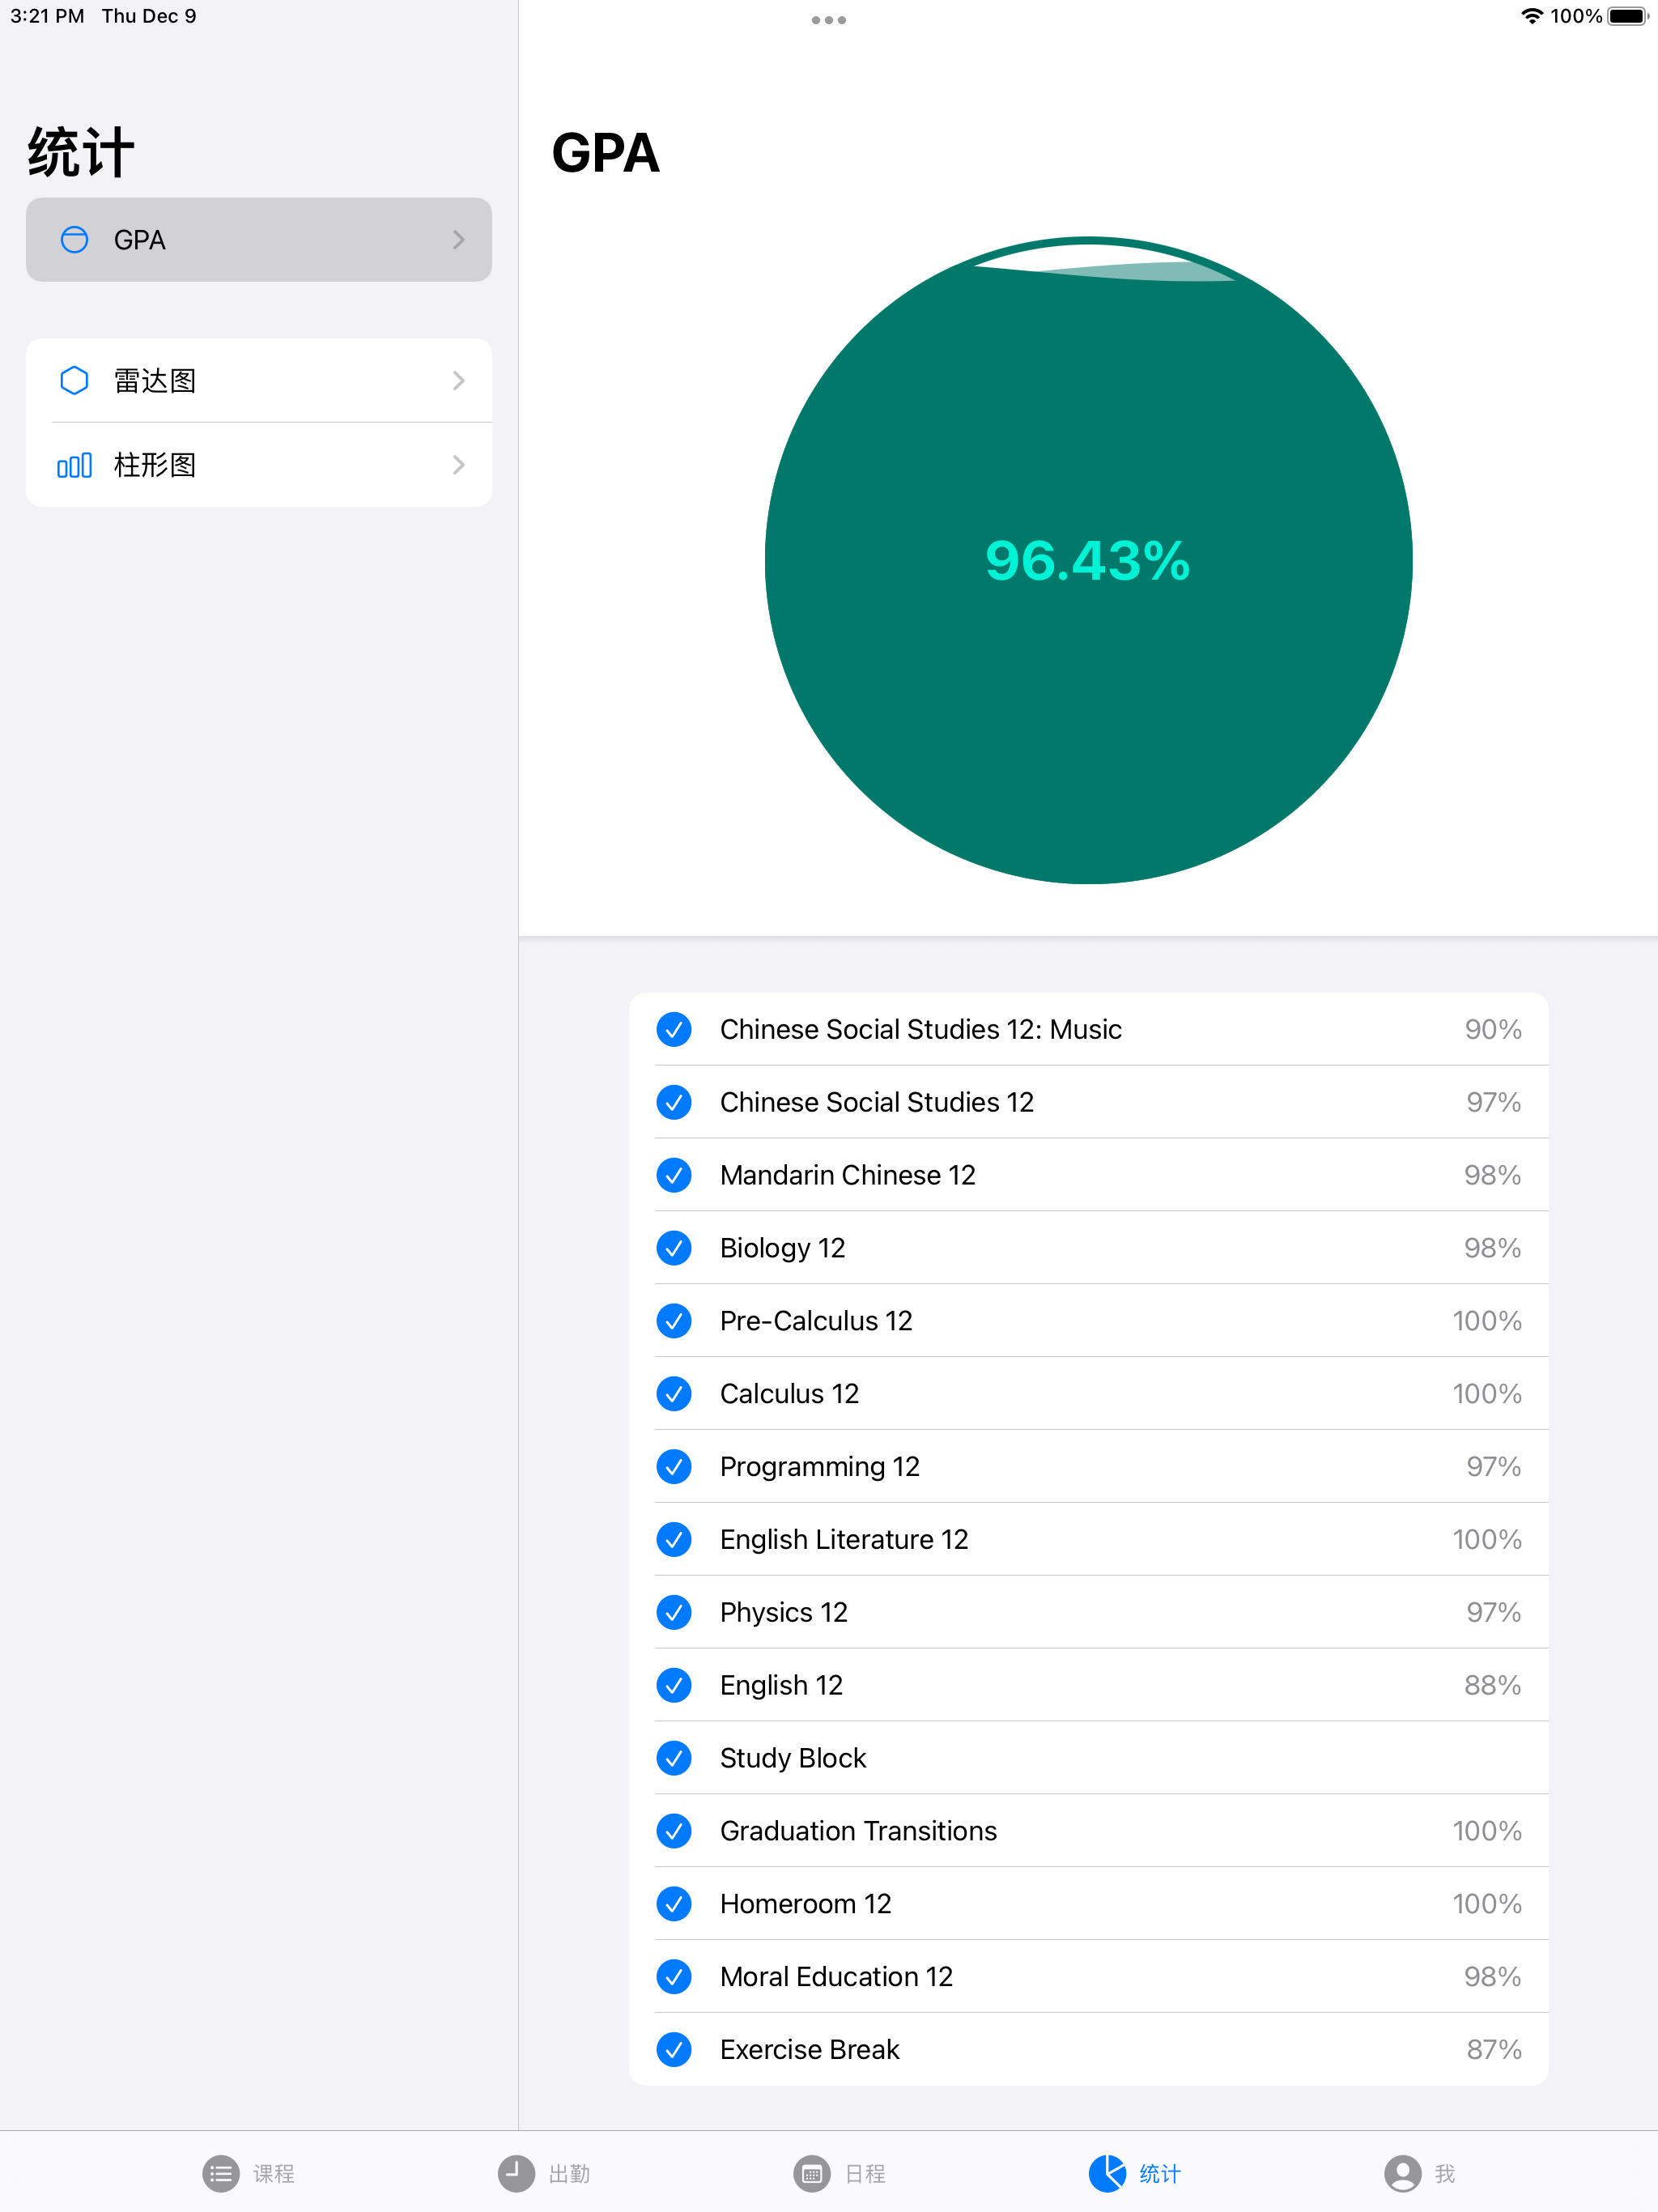 3:21 PM Thu Dec 9
100%
统计
GPA
雷达图
柱形图
GPA
96.43%
Chinese Social Studies 12: Music 90%
Chinese Social Studies 12 97%
Mandarin Chinese 12 98%
Biology 12 98%
Pre-Calculus 12 100%
Calculus 12 100%
Programming 12 97%
English Literature 12 100%
Physics 12 97%
English 12 88%
Study Block
Graduation Transitions 100%
Homeroom 12 100%
Moral Education 12 98%
Exercise Break 87%
课程 出勤 日程 统计 我